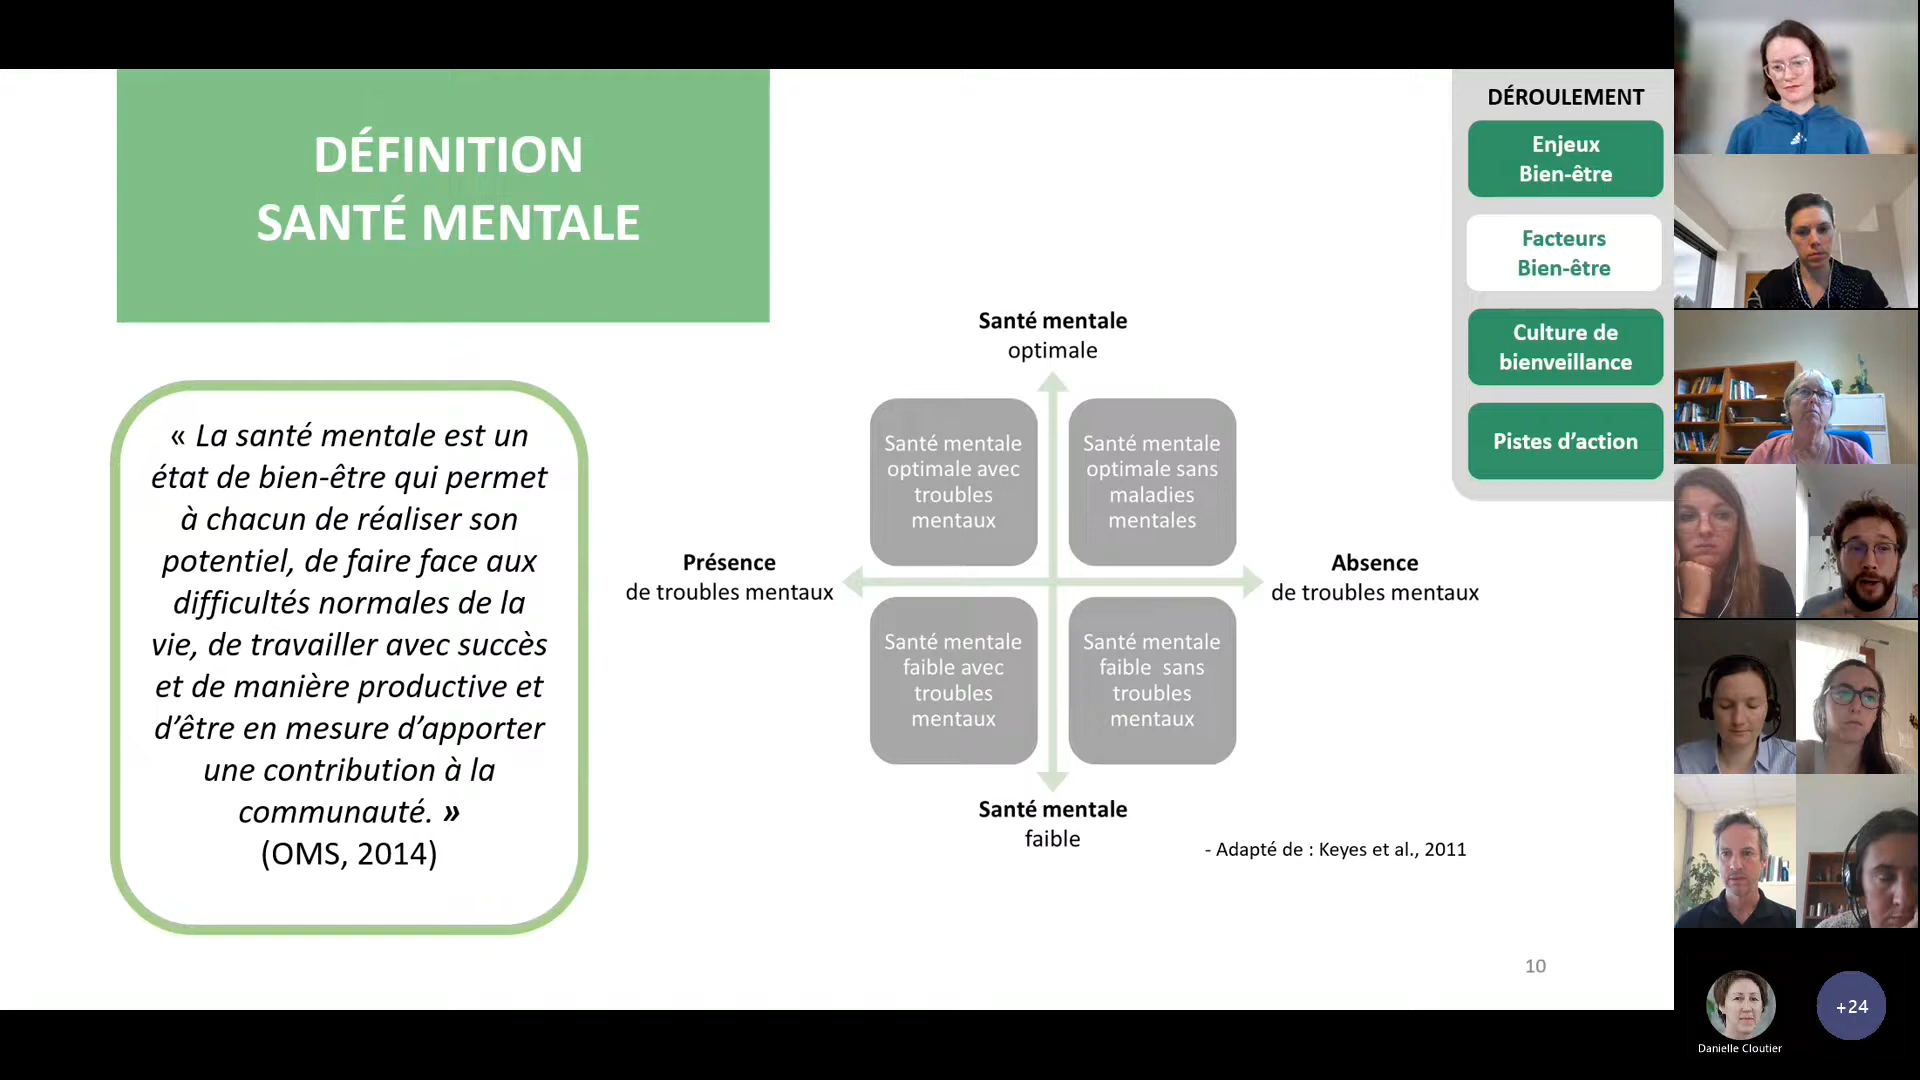 DÉFINITION
SANTÉ MENTALE
« La santé mentale est un
état de bien-être qui permet
à chacun de réaliser son
potentiel, de faire face aux
difficultés normales de la
vie, de travailler avec succès
et de manière productive et
d’être en mesure d’apporter
une contribution à la
communauté. »
(OMS, 2014)
Santé mentale
optimale
Santé mentale
optimale avec
troubles
mentaux
Santé mentale
optimale sans
maladies
mentales
Présence
de troubles mentaux
Absence
de troubles mentaux
Santé mentale
faible avec
troubles
mentaux
Santé mentale
faible  sans
troubles
mentaux
Santé mentale
faible
- Adapté de : Keyes et al., 2011
10
DÉROULEMENT
Enjeux
Bien-être
Facteurs
Bien-être
Culture de
bienveillance
Pistes d’action
Danielle Cloutier
+24